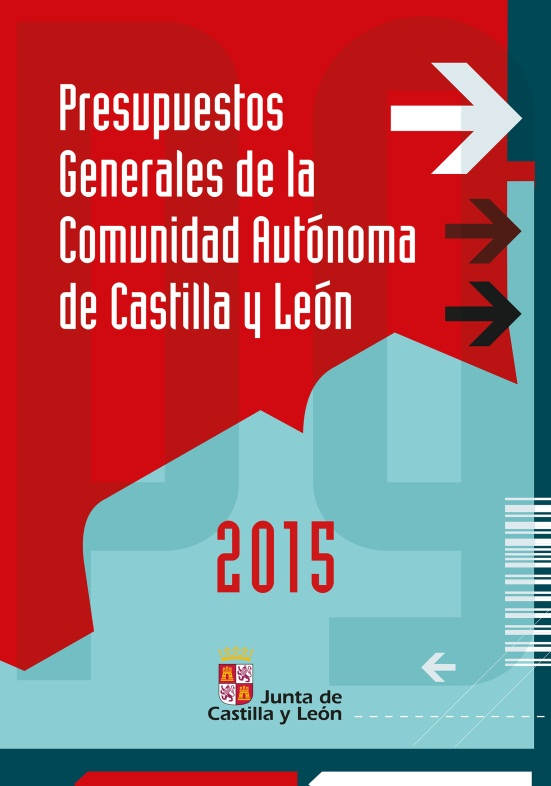 Presupuestos
Generales de la
Comunidad Autónoma
de Castilla y León
2015
Junta de
Castilla y León